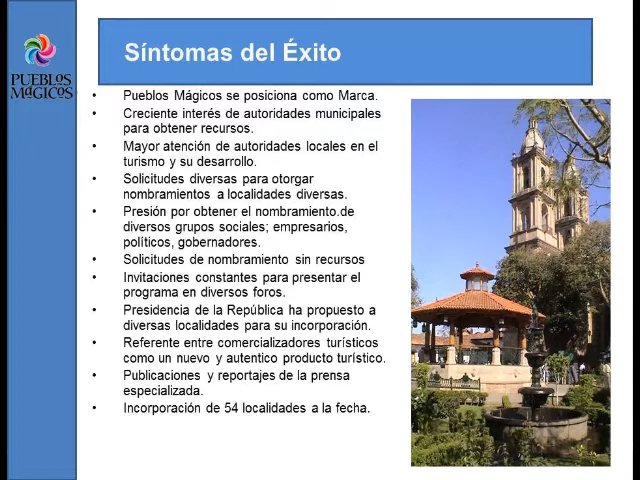 PUEBLOS
MáGICOS
Síntomas del Éxito
• Pueblos Mágicos se posiciona como Marca.
• Creciente interés de autoridades municipales
para obtener recursos.
• Mayor atención de autoridades locales en el
turismo y su desarrollo.
• Solicitudes diversas para otorgar
nombramientos a localidades diversas.
• Presión por obtener el nombramiento.de
diversos grupos sociales; empresarios,
políticos, gobernadores.
• Solicitudes de nombramiento sin recursos
• Invitaciones constantes para presentar el
programa en diversos foros.
• Presidencia de la República ha propuesto a
diversas localidades para su incorporación.
• Referente entre comercializadores turísticos
como un nuevo y autentico producto turístico.
• Publicaciones y reportajes de la prensa
especializada.
• Incorporación de 54 localidades a la fecha.